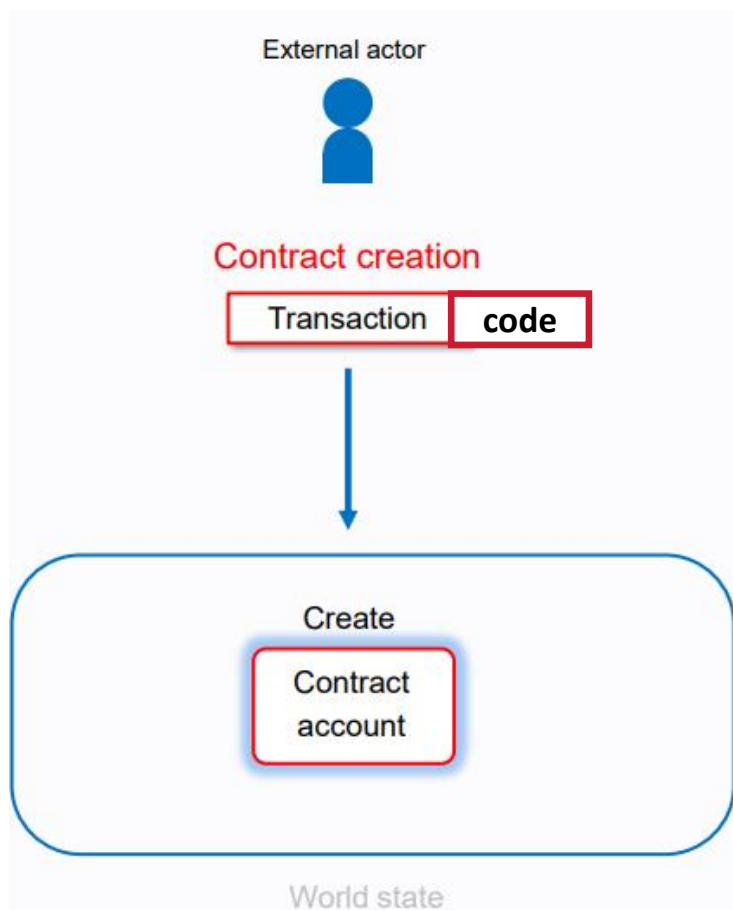 External actor
Contract creation
Transaction code
Create
Contract
account
World state